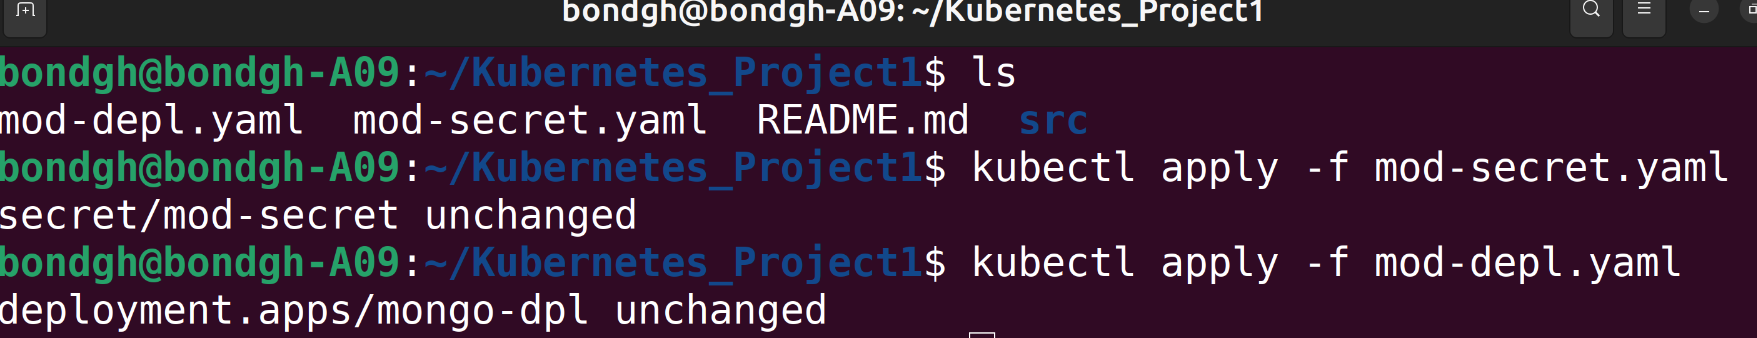 bondgh@bondgh-A09: ~/Kubernetes_Project1
bondgh@bondgh-A09:~/Kubernetes_Project1$ ls
mod-depl.yaml  mod-secret.yaml  README.md  src
bondgh@bondgh-A09:~/Kubernetes_Project1$ kubectl apply -f mod-secret.yaml
secret/mod-secret unchanged
bondgh@bondgh-A09:~/Kubernetes_Project1$ kubectl apply -f mod-depl.yaml
deployment.apps/mongo-dpl unchanged